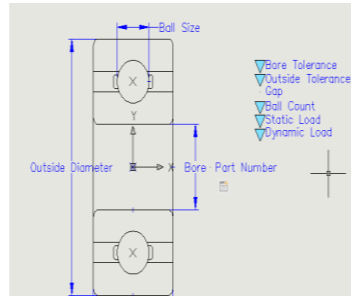 Ball Size
Bore Tolerance
Outside Tolerance
Gap
Ball Count
Static Load
Dynamic Load
X
Y
Outside Diameter
X
Bore
Part Number
X